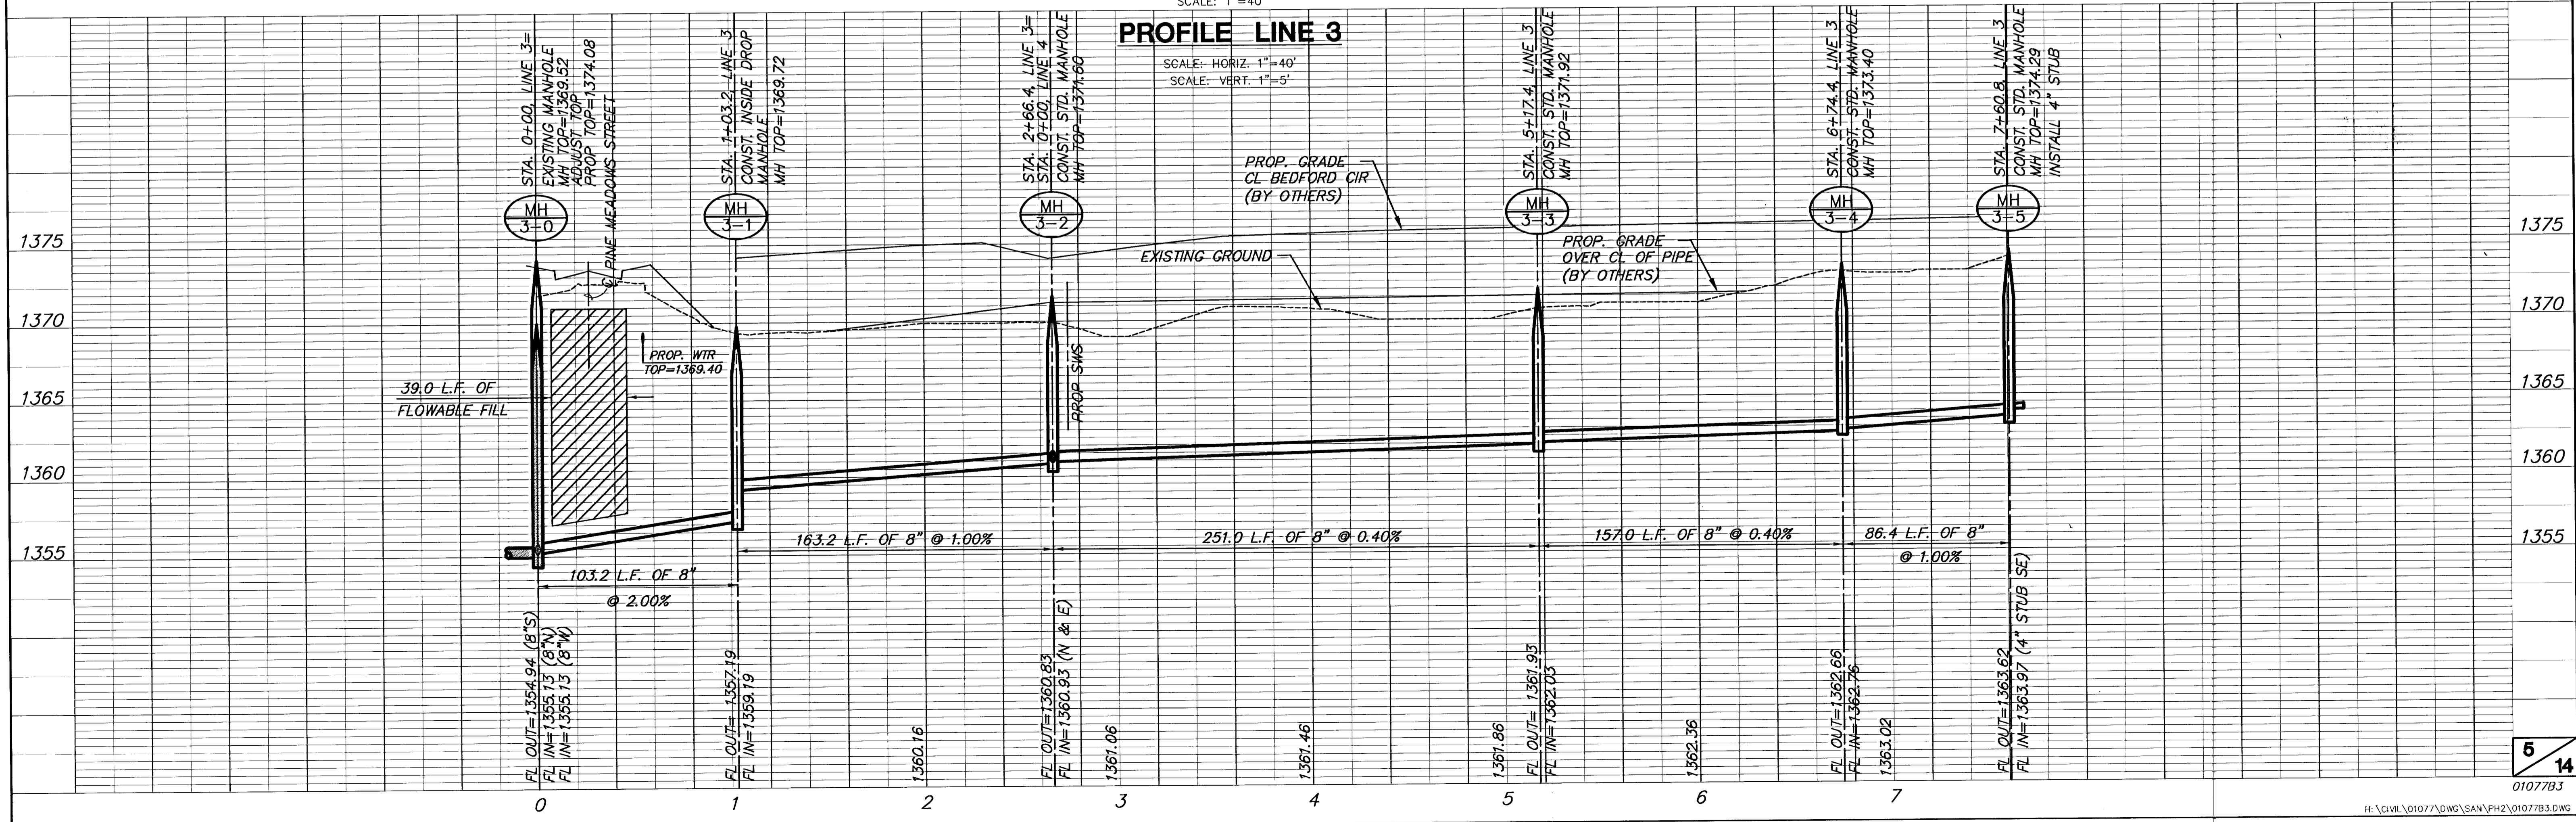 SCALE: 1"=40'
PROFILE LINE 3
SCALE: HORIZ. 1"=40'
SCALE: VERT. 1"=5'
STA. 0+00, LINE 3=
EXISTING MANHOLE
MH TOP=1369.52
ADJUST TOP
PROP TOP=1374.08
℄ PINE MEADOWS STREET
STA. 1+03.2, LINE 3
CONST. INSIDE DROP
MANHOLE
MH TOP=1369.72
STA. 2+66.4, LINE 3=
STA. 0+00, LINE 4
CONST. STD. MANHOLE
MH TOP=1371.60
STA. 5+17.4, LINE 3
CONST. STD. MANHOLE
MH TOP=1371.92
STA. 6+74.4, LINE 3
CONST. STD. MANHOLE
MH TOP=1373.40
STA. 7+60.8, LINE 3
CONST. STD. MANHOLE
MH TOP=1374.29
INSTALL 4" STUB
MH
3-0
MH
3-1
MH
3-2
MH
3-3
MH
3-4
MH
3-5
PROP. GRADE
CL BEDFORD CIR
(BY OTHERS)
EXISTING GROUND
PROP. GRADE
OVER CL OF PIPE
(BY OTHERS)
1375
1370
1365
1360
1355
1375
1370
1365
1360
1355
39.0 L.F. OF
FLOWABLE FILL
PROP. WTR
TOP=1369.40
PROP SWS
103.2 L.F. OF 8"
@ 2.00%
163.2 L.F. OF 8" @ 1.00%
251.0 L.F. OF 8" @ 0.40%
157.0 L.F. OF 8" @ 0.40%
86.4 L.F. OF 8"
@ 1.00%
FL OUT=1354.94 (8"S)
FL IN=1355.13 (8"N)
FL IN=1355.13 (8"W)
FL OUT= 1357.19
FL IN=1359.19
1360.16
FL OUT=1360.83
FL IN=1360.93 (N & E)
1361.06
1361.46
1361.86
FL OUT= 1361.93
FL IN=1362.03
1362.36
FL OUT=1362.66
FL IN=1362.76
1363.02
FL OUT=1363.62
FL IN=1363.97 (4" STUB SE)
0
1
2
3
4
5
6
7
5
14
01077B3
H:\CIVIL\01077\DWG\SAN\PH2\01077B3.DWG